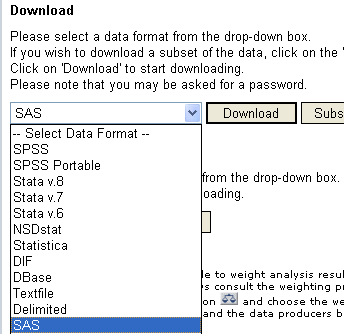 Download
Please select a data format from the drop-down box.
If you wish to download a subset of the data, click on the '
Click on 'Download' to start downloading.
Please note that you may be asked for a password.
SAS Download Subs
-- Select Data Format --
SPSS
SPSS Portable
Stata v.8 from the drop-down box.
Stata v.7 oading.
Stata v.6
NSDstat
Statistica
DIF
DBase le to weight analysis resul
Textfile s consult the weighting pr
Delimited on and choose the we
SAS and the data producers b